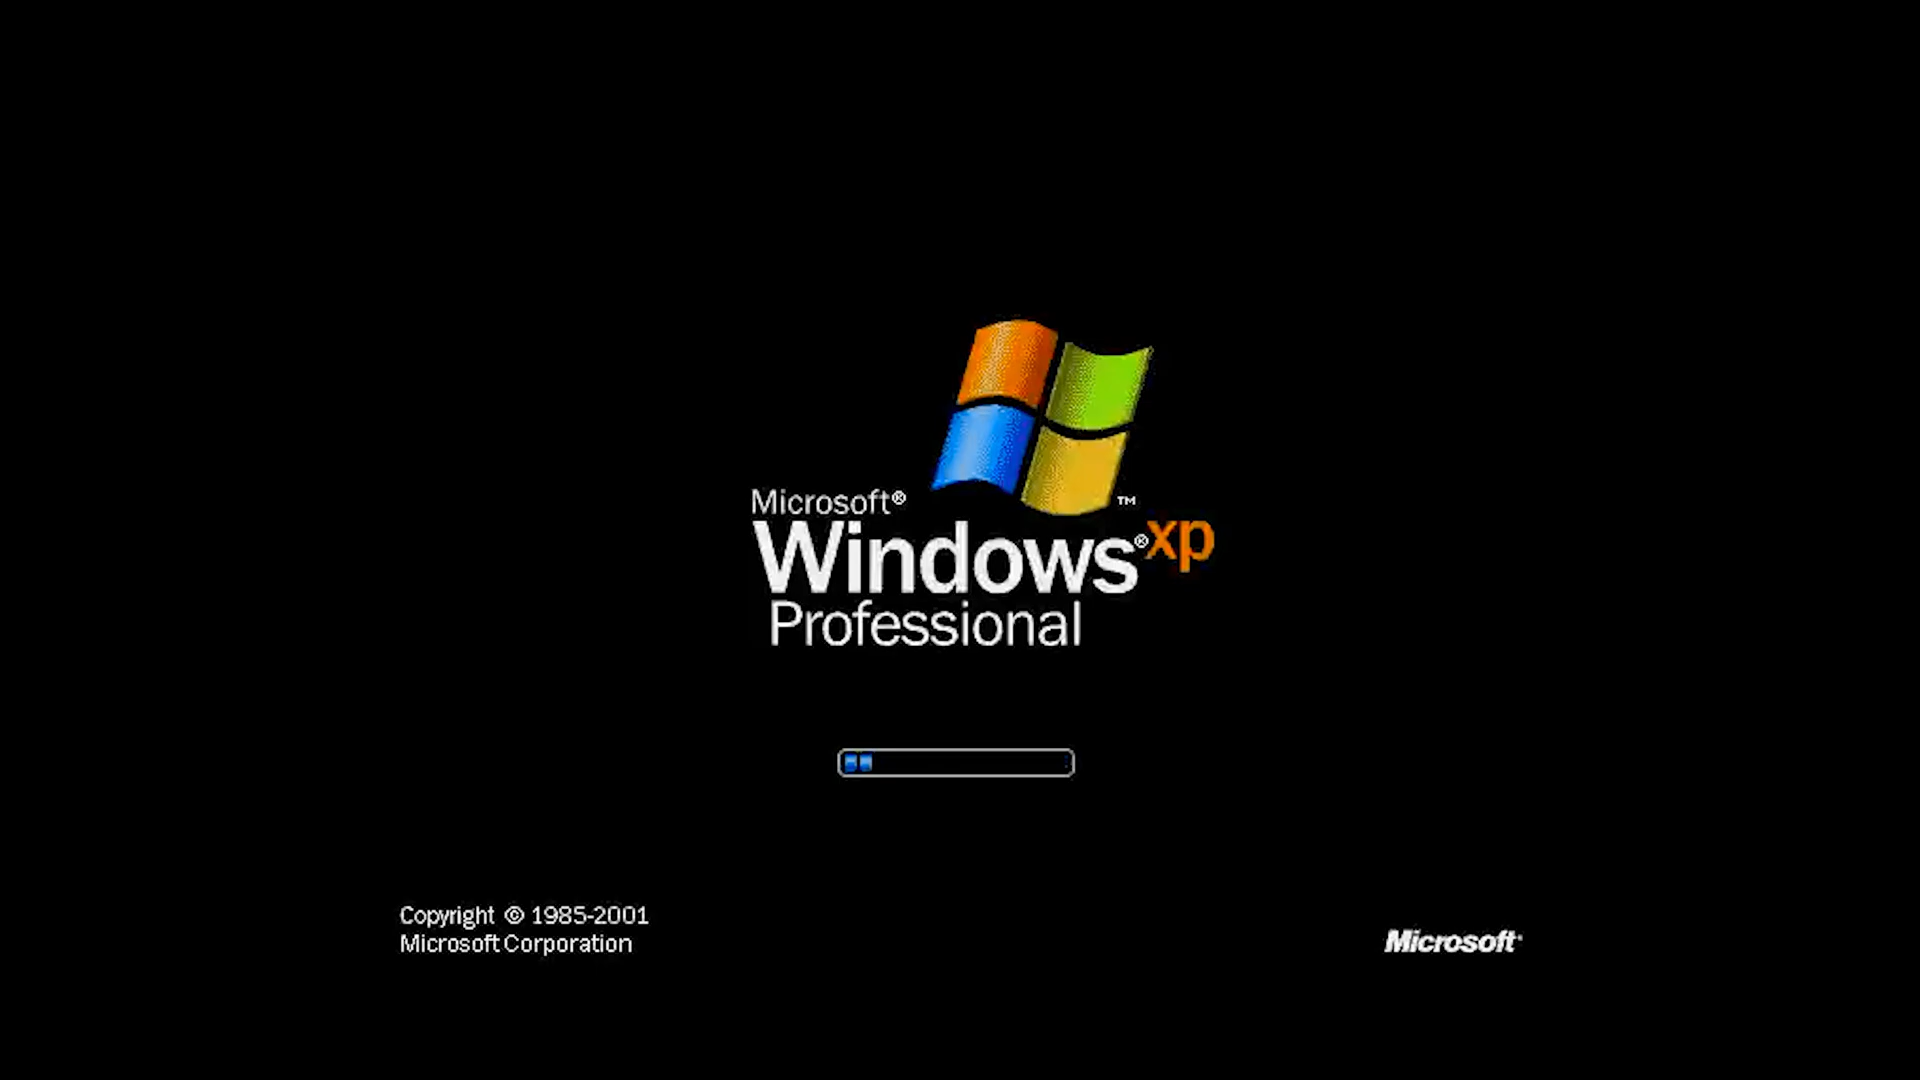 Microsoft®
™
Windows® xp
Professional
Copyright © 1985-2001
Microsoft Corporation
Microsoft®